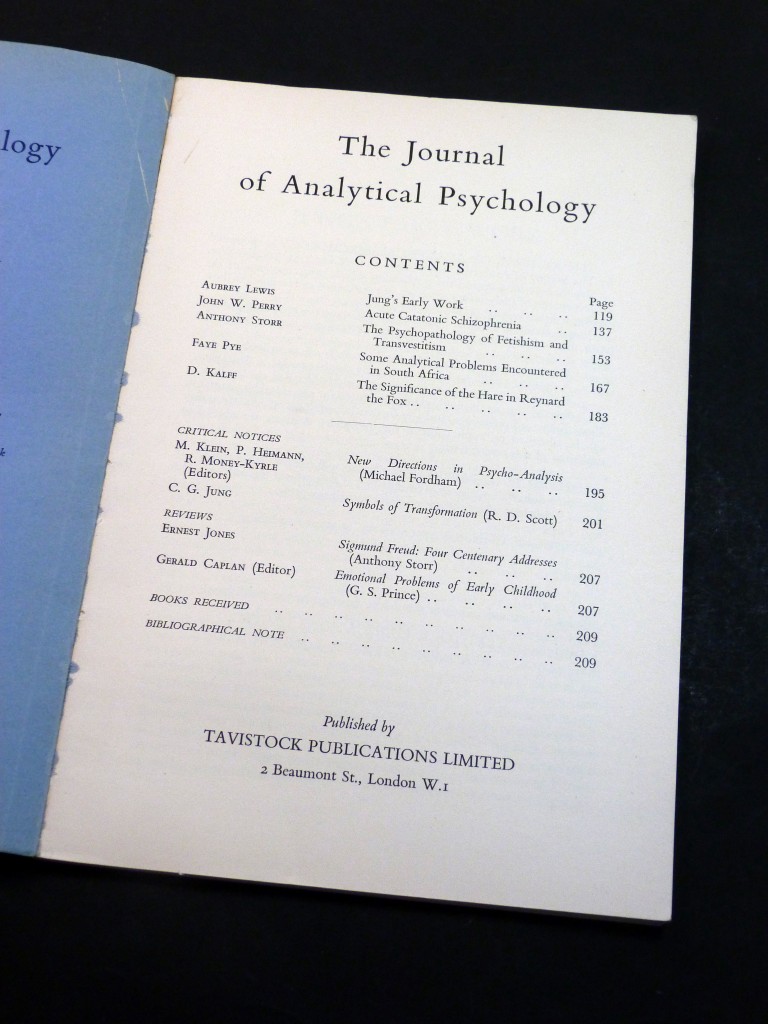 logy
k
The Journal
of Analytical Psychology
CONTENTS
Page
AUBREY LEWIS Jung's Early Work .. .. .. 119
JOHN W. PERRY Acute Catatonic Schizophrenia .. 137
ANTHONY STORR The Psychopathology of Fetishism and
Transvestitism .. .. .. 153
FAYE PYE Some Analytical Problems Encountered
in South Africa .. .. .. 167
D. KALFF The Significance of the Hare in Reynard
the Fox .. .. .. .. .. 183
CRITICAL NOTICES
M. KLEIN, P. HEIMANN,
R. MONEY-KYRLE
(Editors) New Directions in Psycho-Analysis
(Michael Fordham) .. .. .. 195
C. G. JUNG Symbols of Transformation (R. D. Scott) 201
REVIEWS
ERNEST JONES Sigmund Freud: Four Centenary Addresses
(Anthony Storr) .. .. .. 207
GERALD CAPLAN (Editor) Emotional Problems of Early Childhood
(G. S. Prince) .. .. .. .. 207
BOOKS RECEIVED .. .. .. .. .. .. .. .. .. .. 209
BIBLIOGRAPHICAL NOTE .. .. .. .. .. .. .. .. .. 209
Published by
TAVISTOCK PUBLICATIONS LIMITED
2 Beaumont St., London W.1